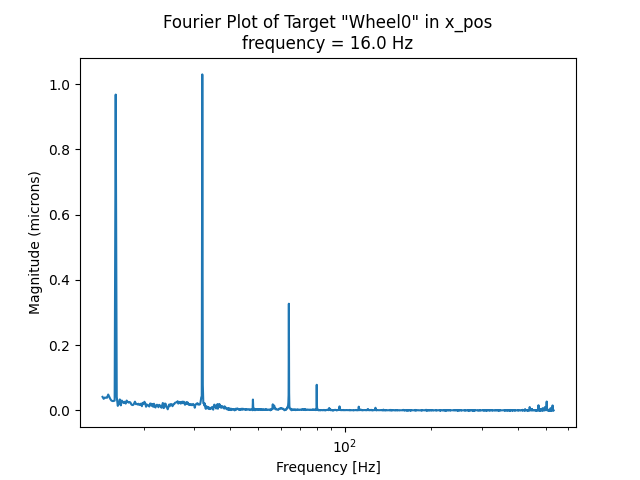 Fourier Plot of Target "Wheel0" in x_pos
frequency = 16.0 Hz
1.0
0.8
0.6
0.4
0.2
0.0
Magnitude (microns)
10²
Frequency [Hz]